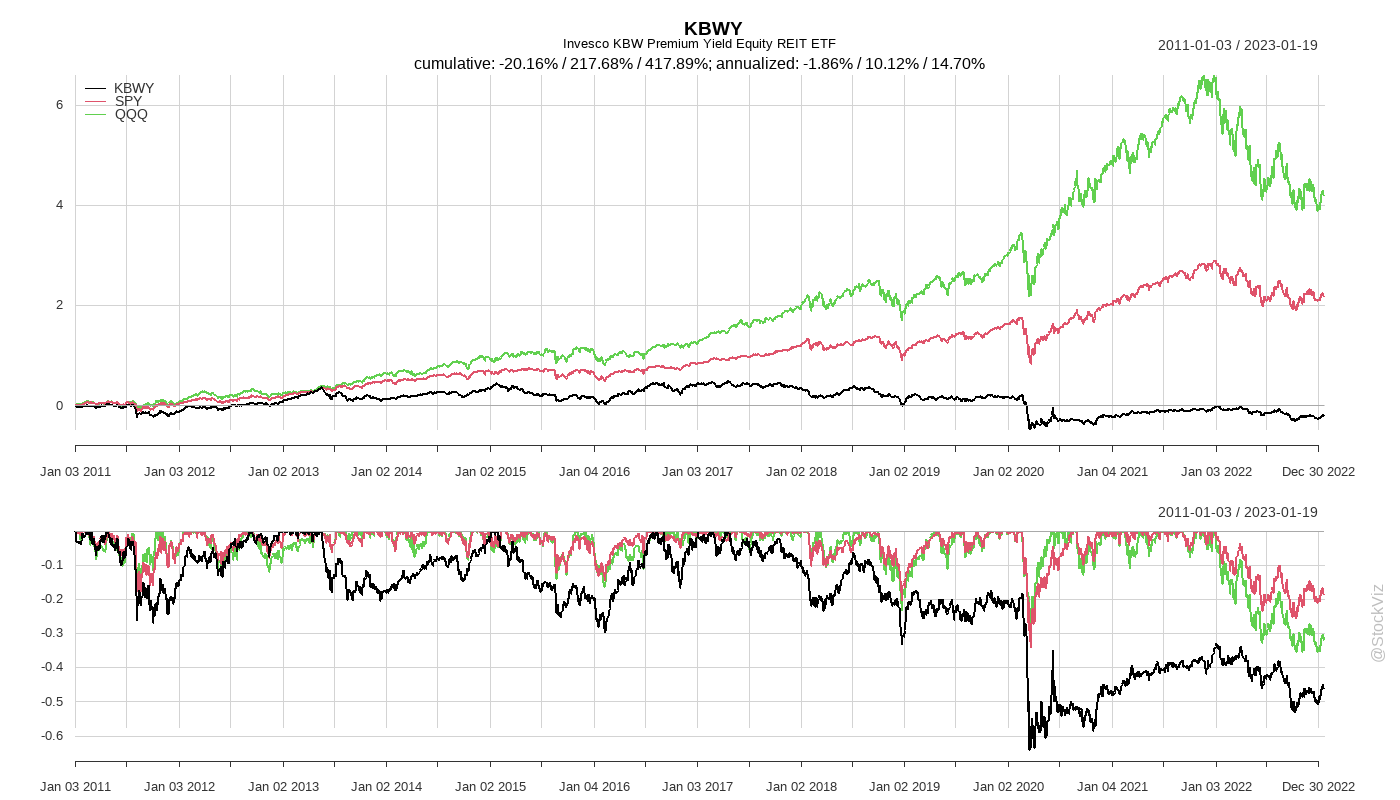 KBWY
Invesco KBW Premium Yield Equity REIT ETF
2011-01-03 / 2023-01-19
cumulative: -20.16% / 217.68% / 417.89%; annualized: -1.86% / 10.12% / 14.70%
KBWY
SPY
QQQ
6
4
2
0
Jan 03 2011 Jan 03 2012 Jan 02 2013 Jan 02 2014 Jan 02 2015 Jan 04 2016 Jan 03 2017 Jan 02 2018 Jan 02 2019 Jan 02 2020 Jan 04 2021 Jan 03 2022 Dec 30 2022
2011-01-03 / 2023-01-19
-0.1
-0.2
-0.3
-0.4
-0.5
-0.6
Jan 03 2011 Jan 03 2012 Jan 02 2013 Jan 02 2014 Jan 02 2015 Jan 04 2016 Jan 03 2017 Jan 02 2018 Jan 02 2019 Jan 02 2020 Jan 04 2021 Jan 03 2022 Dec 30 2022
@StockViz